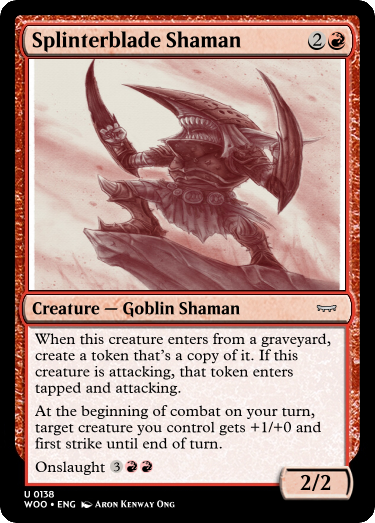 Splinterblade Shaman 2
Creature — Goblin Shaman
When this creature enters from a graveyard,
create a token that's a copy of it. If this
creature is attacking, that token enters
tapped and attacking.
At the beginning of combat on your turn,
target creature you control gets +1/+0 and
first strike until end of turn.
Onslaught 3
2/2
U 0138
WOO • ENG Aron Kenway Ong